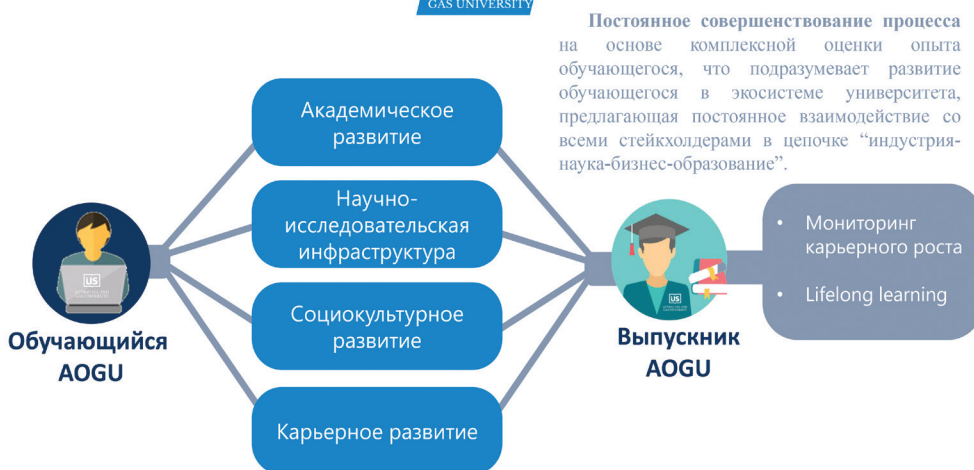 GAS UNIVERSITY
Постоянное совершенствование процесса
на основе комплексной оценки опыта
обучающегося, что подразумевает развитие
обучающегося в экосистеме университета,
предлагающая постоянное взаимодействие со
всеми стейкхолдерами в цепочке “индустрия-
наука-бизнес-образование”.
Академическое
развитие
Научно-
исследовательская
инфраструктура
Социокультурное
развитие
Карьерное развитие
US
Обучающийся
AOGU
US
Выпускник
AOGU
• Мониторинг
карьерного роста
• Lifelong learning